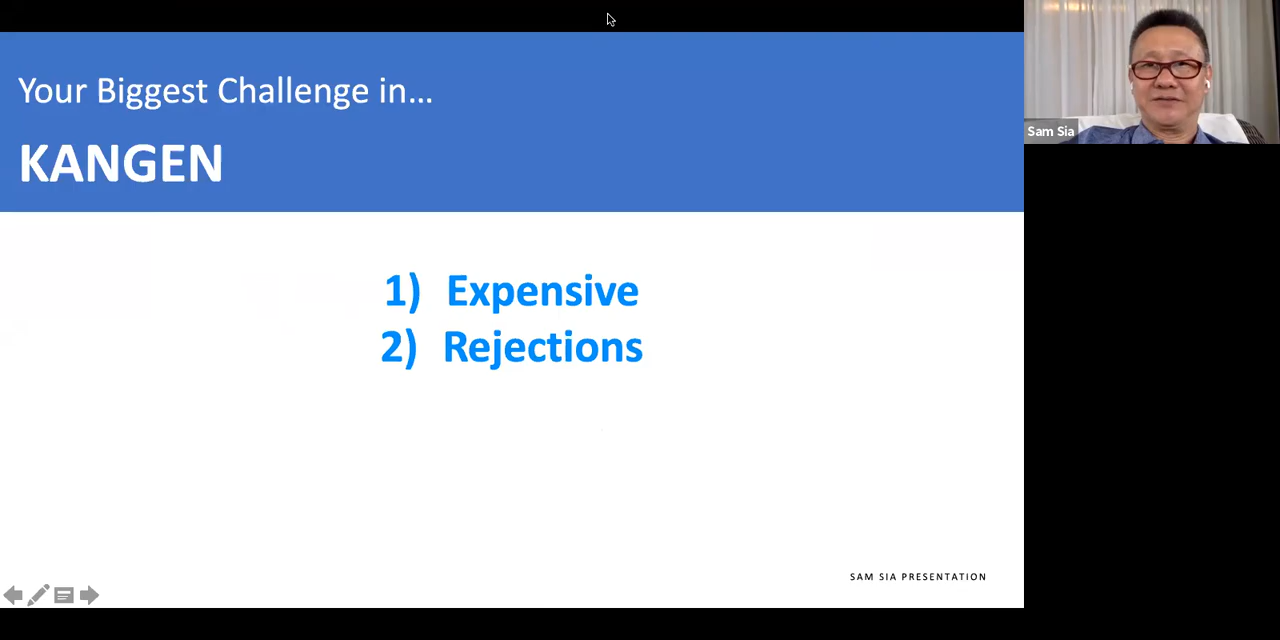 Your Biggest Challenge in...
KANGEN
1) Expensive
2) Rejections
SAM SIA PRESENTATION
Sam Sia